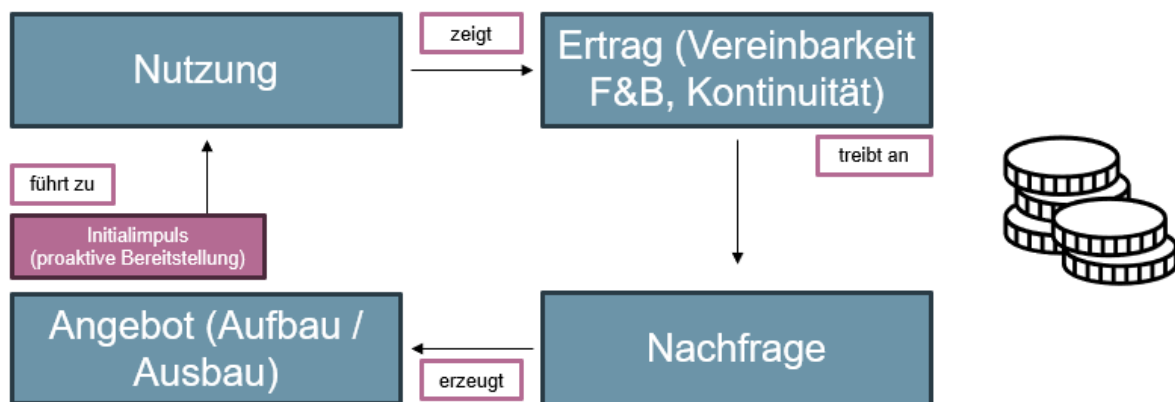 Nutzung
zeigt
Ertrag (Vereinbarkeit
F&B, Kontinuität)
treibt an
führt zu
Initialimpuls
(proaktive Bereitstellung)
Angebot (Aufbau /
Ausbau)
erzeugt
Nachfrage